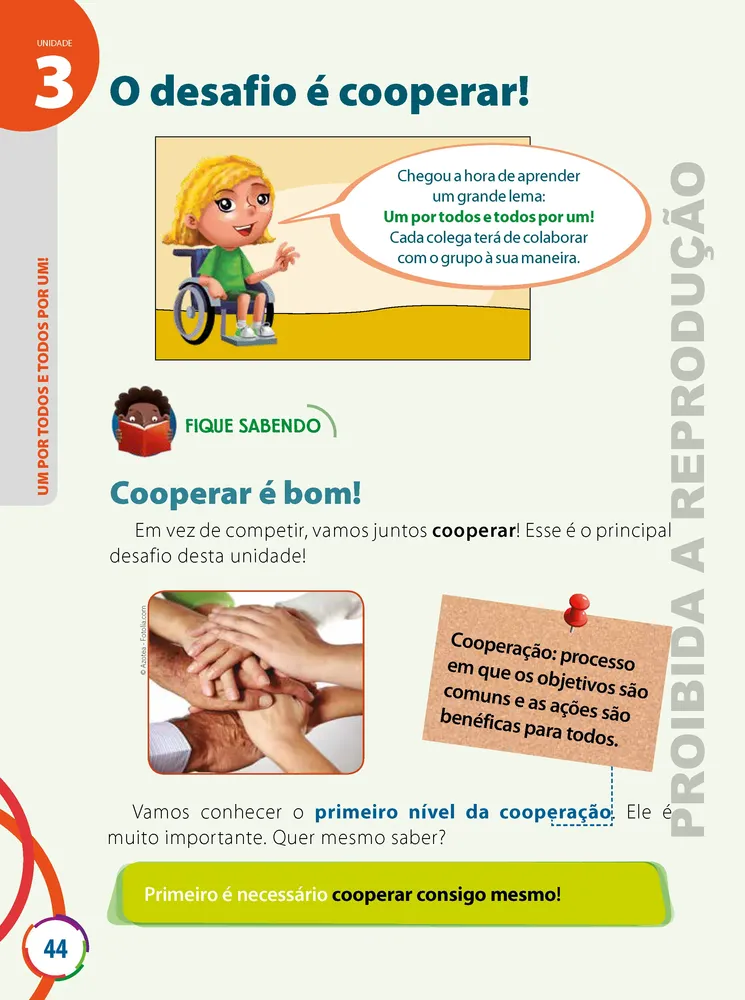 UNIDADE
3
O desafio é cooperar!
Chegou a hora de aprender
um grande lema:
Um por todos e todos por um!
Cada colega terá de colaborar
com o grupo à sua maneira.
UM POR TODOS E TODOS POR UM!
FIQUE SABENDO
Cooperar é bom!
Em vez de competir, vamos juntos cooperar! Esse é o principal
desafio desta unidade!
© Azotea - Fotolia.com
Cooperação: processo
em que os objetivos são
comuns e as ações são
benéficas para todos.
Vamos conhecer o primeiro nível da cooperação. Ele é
muito importante. Quer mesmo saber?
Primeiro é necessário cooperar consigo mesmo!
44
PROIBIDA A REPRODUÇÃO